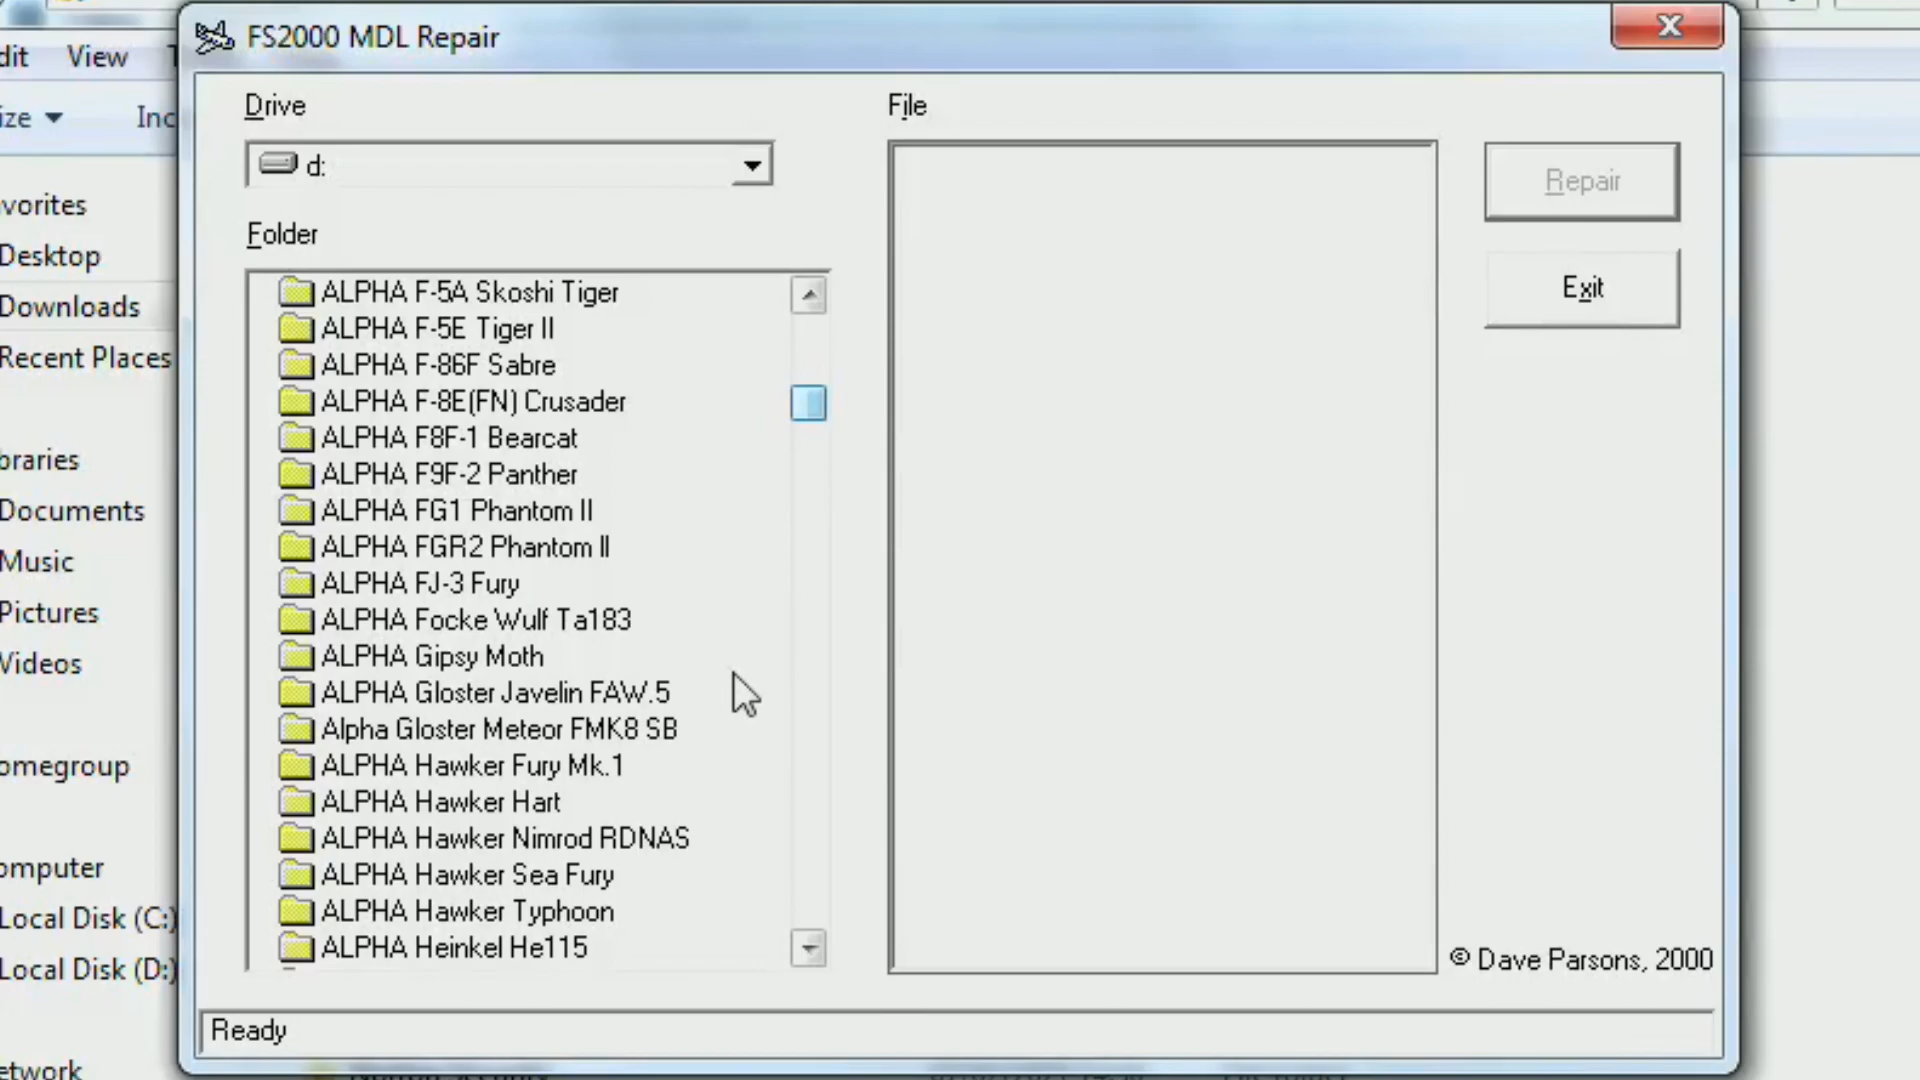 FS2000 MDL Repair
dit View
ize Inc
vorites
Desktop
Downloads
Recent Places
braries
Documents
Music
Pictures
Videos
omegroup
omputer
Local Disk (C:)
Local Disk (D:)
etwork
Drive
d:
Folder
ALPHA F-5A Skoshi Tiger
ALPHA F-5E Tiger II
ALPHA F-86F Sabre
ALPHA F-8E(FN) Crusader
ALPHA F8F-1 Bearcat
ALPHA F9F-2 Panther
ALPHA FG1 Phantom II
ALPHA FGR2 Phantom II
ALPHA FJ-3 Fury
ALPHA Focke Wulf Ta183
ALPHA Gipsy Moth
ALPHA Gloster Javelin FAW.5
Alpha Gloster Meteor FMK8 SB
ALPHA Hawker Fury Mk.1
ALPHA Hawker Hart
ALPHA Hawker Nimrod RDNAS
ALPHA Hawker Sea Fury
ALPHA Hawker Typhoon
ALPHA Heinkel He115
File
Repair
Exit
© Dave Parsons, 2000
Ready